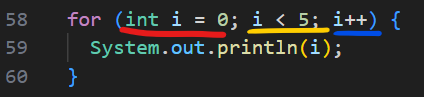 58 for (int i = 0; i < 5; i++) {
59 System.out.println(i);
60 }